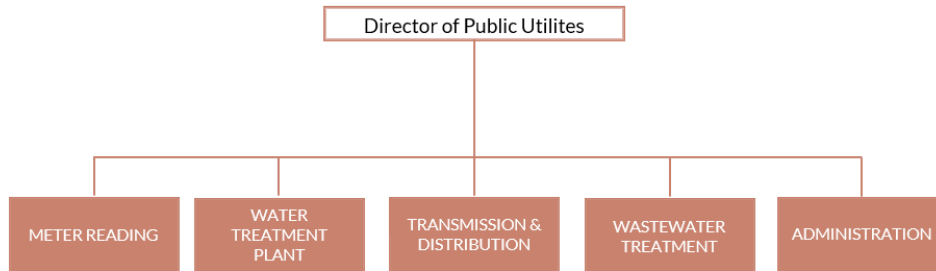 Director of Public Utilites
METER READING
WATER
TREATMENT
PLANT
TRANSMISSION &
DISTRIBUTION
WASTEWATER
TREATMENT
ADMINISTRATION